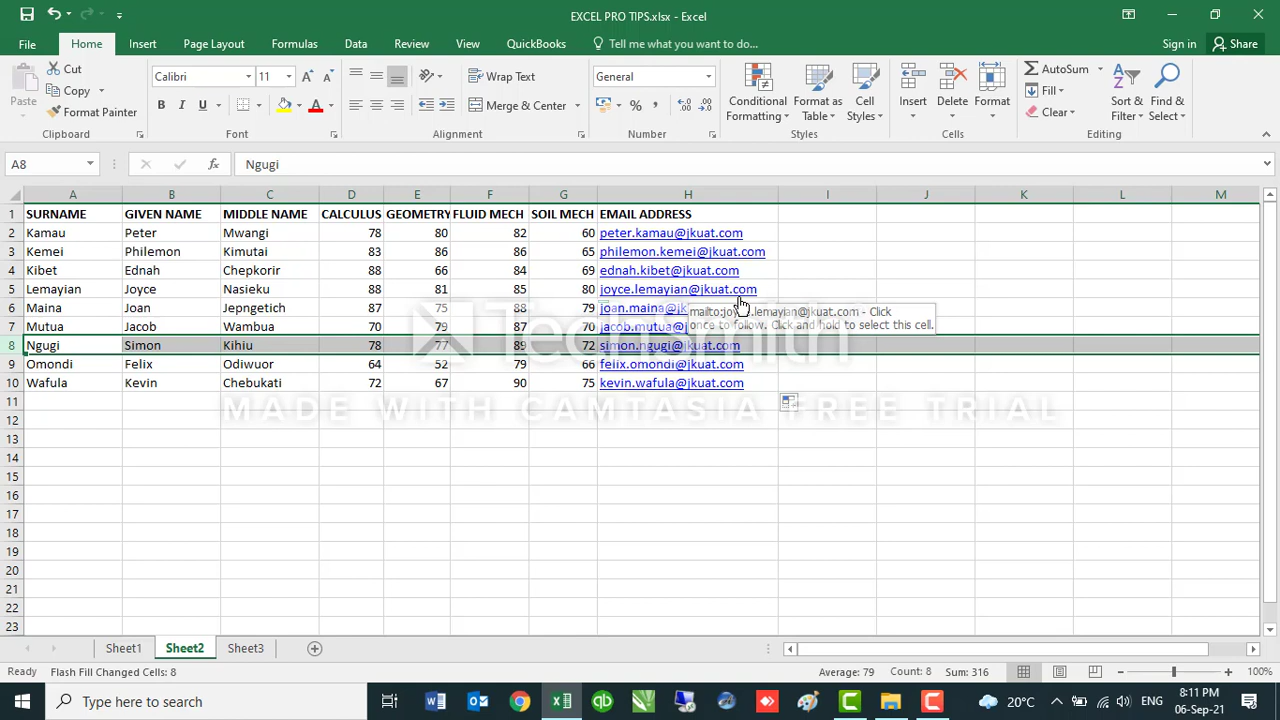 EXCEL PRO TIPS.xlsx - Excel
File Home Insert Page Layout Formulas Data Review View QuickBooks Tell me what you want to do... Sign in Share
Paste Cut Copy Format Painter
Calibri 11
B I U A
Wrap Text
Merge & Center
General
% ,
Conditional Formatting
Format as Table
Cell Styles
Insert Delete Format
AutoSum
Fill
Clear
Sort & Filter
Find & Select
Clipboard Font Alignment Number Styles Cells Editing
A8 fx Ngugi
A B C D E F G H I J K L M
1 SURNAME GIVEN NAME MIDDLE NAME CALCULUS GEOMETRY FLUID MECH SOIL MECH EMAIL ADDRESS
2 Kamau Peter Mwangi 78 80 82 60 peter.kamau@jkuat.com
3 Kemei Philemon Kimutai 83 86 86 65 philemon.kemei@jkuat.com
4 Kibet Ednah Chepkorir 88 66 84 69 ednah.kibet@jkuat.com
5 Lemayian Joyce Nasieku 88 81 85 80 joyce.lemayian@jkuat.com
6 Maina Joan Jepngetich 87 75 88 79 joan.maina@jk
mailto:joy .lemayian@jkuat.com - Click
once to follow. Click and hold to select this cell.
7 Mutua Jacob Wambua 70 79 87 70 jacob.mutua@j
8 Ngugi Simon Kihiu 78 77 89 72 simon.ngugi@jkuat.com
9 Omondi Felix Odiwuor 64 52 79 66 felix.omondi@jkuat.com
10 Wafula Kevin Chebukati 72 67 90 75 kevin.wafula@jkuat.com
TechSmith
MADE WITH CAMTASIA FREE TRIAL
11
12
13
14
15
16
17
18
19
20
21
22
23
Sheet1 Sheet2 Sheet3
Ready Flash Fill Changed Cells: 8 Average: 79 Count: 8 Sum: 316 100%
Type here to search 20°C ENG 8:11 PM
06-Sep-21